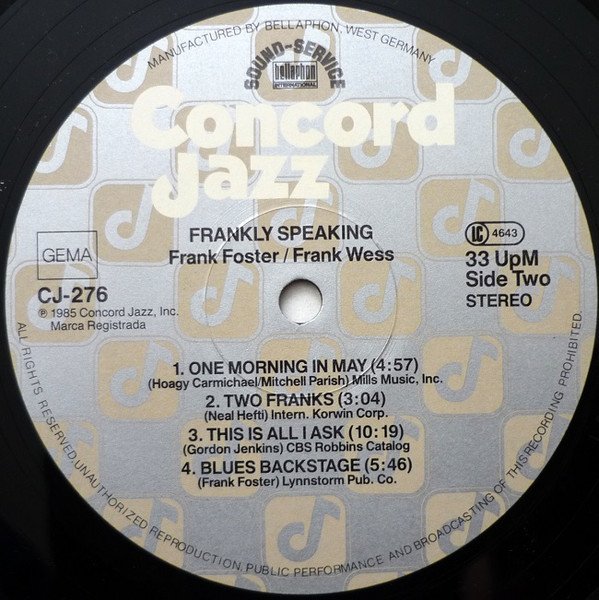 MANUFACTURED BY BELLAPHON, WEST GERMANY
SOUND-SERVICE
bellaphon
INTERNATIONAL
Concord
Jazz
FRANKLY SPEAKING
Frank Foster / Frank Wess
GEMA
CJ-276
℗ 1985 Concord Jazz, Inc.
Marca Registrada
LC 4643
33 UpM
Side Two
STEREO
1. ONE MORNING IN MAY (4:57)
(Hoagy Carmichael/Mitchell Parish) Mills Music, Inc.
2. TWO FRANKS (3:04)
(Neal Hefti) Intern. Korwin Corp.
3. THIS IS ALL I ASK (10:19)
(Gordon Jenkins) CBS Robbins Catalog
4. BLUES BACKSTAGE (5:46)
(Frank Foster) Lynnstorm Pub. Co.
ALL RIGHTS RESERVED, UNAUTHORIZED REPRODUCTION, PUBLIC PERFORMANCE AND BROADCASTING OF THIS RECORDING PROHIBITED.